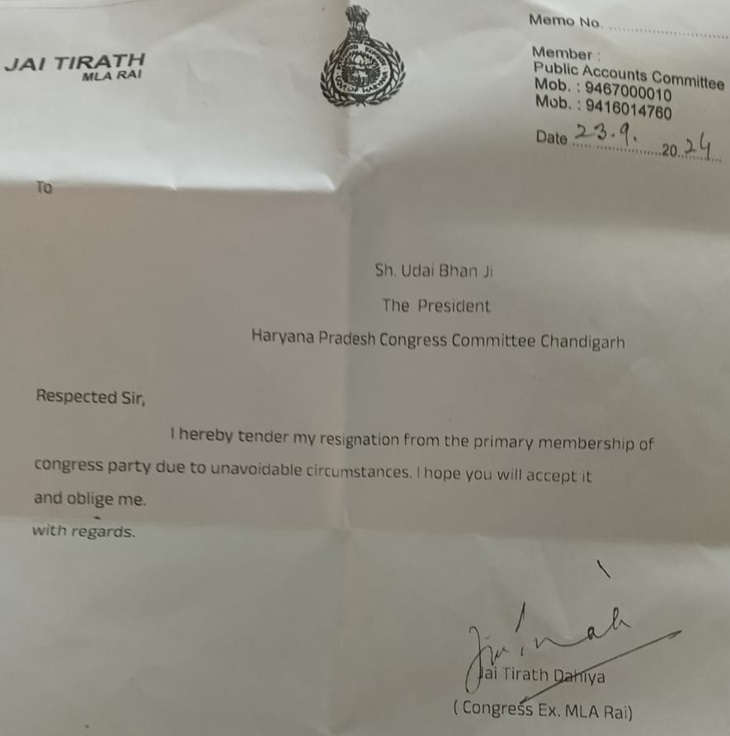 JAI TIRATH
MLA RAI
Memo No. ..............................
Member :
Public Accounts Committee
Mob. : 9467000010
Mob. : 9416014760
Date 23.9. 2024
To
Sh. Udai Bhan Ji
The President
Haryana Pradesh Congress Committee Chandigarh
Respected Sir,
I hereby tender my resignation from the primary membership of
congress party due to unavoidable circumstances. I hope you will accept it
and oblige me.
with regards.
Jai Tirath Dahiya
( Congress Ex. MLA Rai)